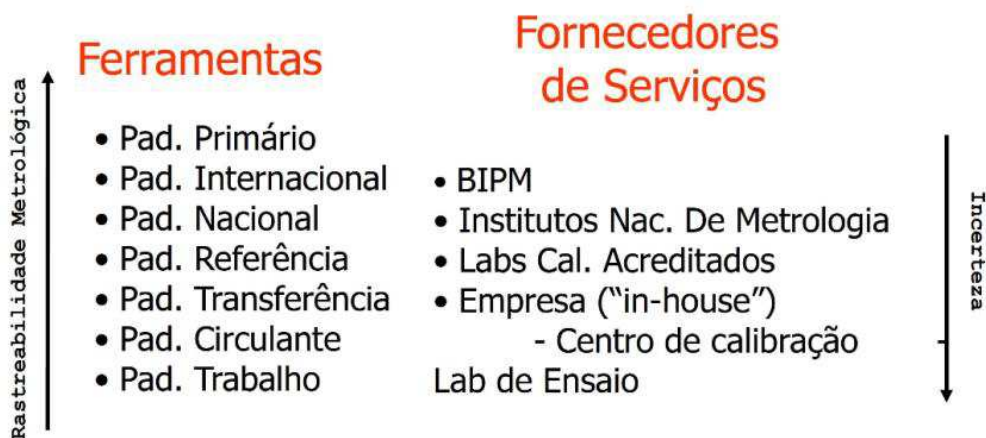 Rastreabilidade Metrológica
Ferramentas
• Pad. Primário
• Pad. Internacional
• Pad. Nacional
• Pad. Referência
• Pad. Transferência
• Pad. Circulante
• Pad. Trabalho
Fornecedores
de Serviços
• BIPM
• Institutos Nac. De Metrologia
• Labs Cal. Acreditados
• Empresa (“in-house”)
- Centro de calibração -
Lab de Ensaio
Incerteza